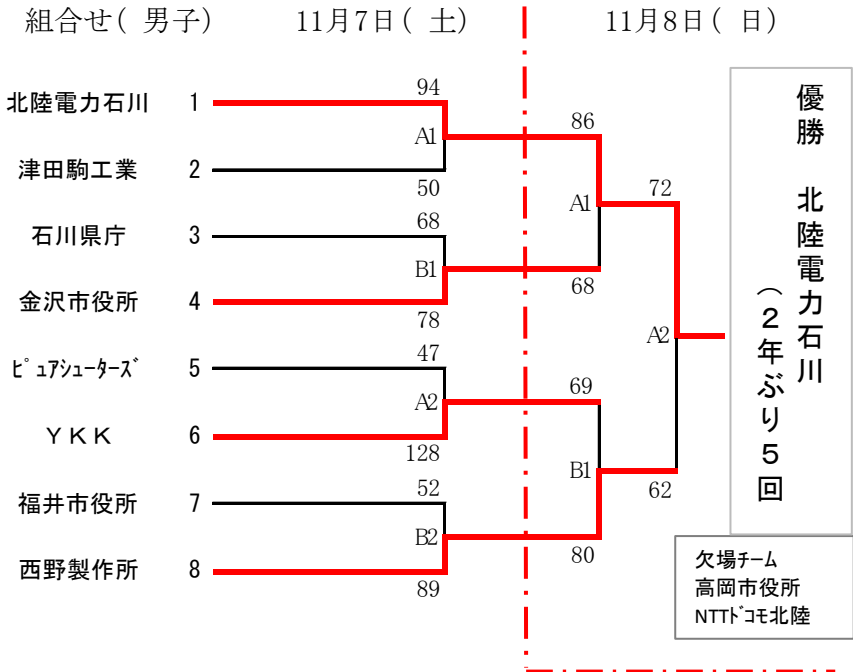 組合せ( 男子) 11月7日( 土) 11月8日( 日)
北陸電力石川 1
津田駒工業 2
石川県庁 3
金沢市役所 4
ﾋﾟｭｱｼｭｰﾀｰｽﾞ 5
ＹＫＫ 6
福井市役所 7
西野製作所 8
94
A1
50
68
B1
78
47
A2
128
52
B2
89
86
A1
68
69
B1
80
72
A2
62
優勝 北陸電力石川
（２年ぶり５回
欠場チーム
高岡市役所
NTTﾄﾞｺﾓ北陸